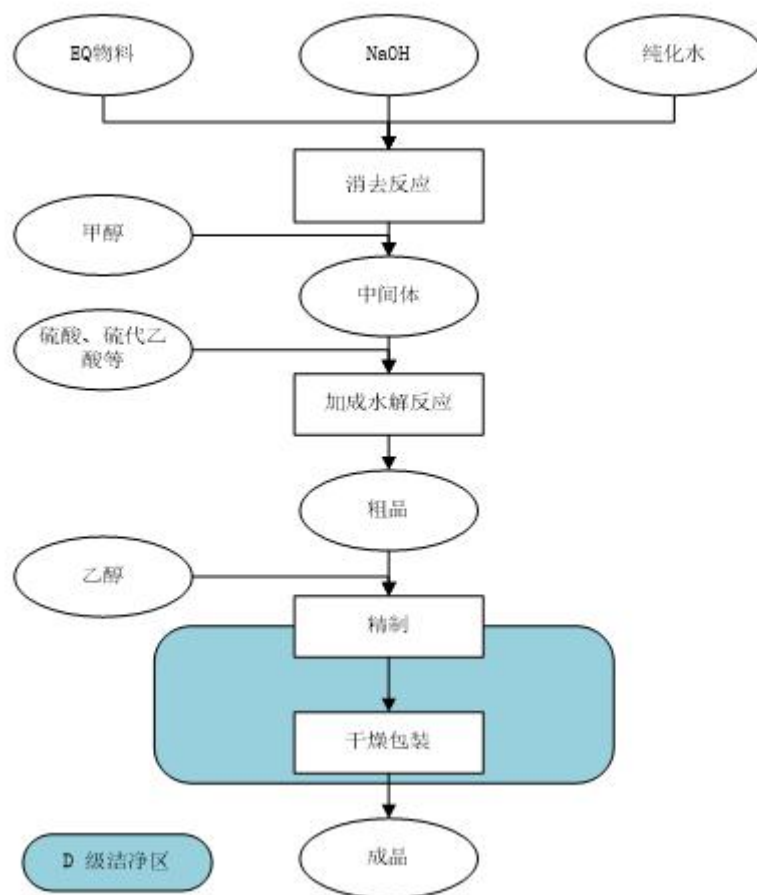 EQ物料
NaOH
纯化水
消去反应
甲醇
中间体
硫酸、硫代乙
酸等
加成水解反应
粗品
乙醇
精制
干燥包装
D 级洁净区
成品